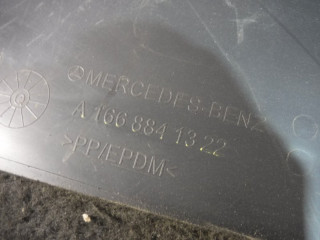 MERCEDES-BENZ
A 166 884 13 22
>PP/EPDM<